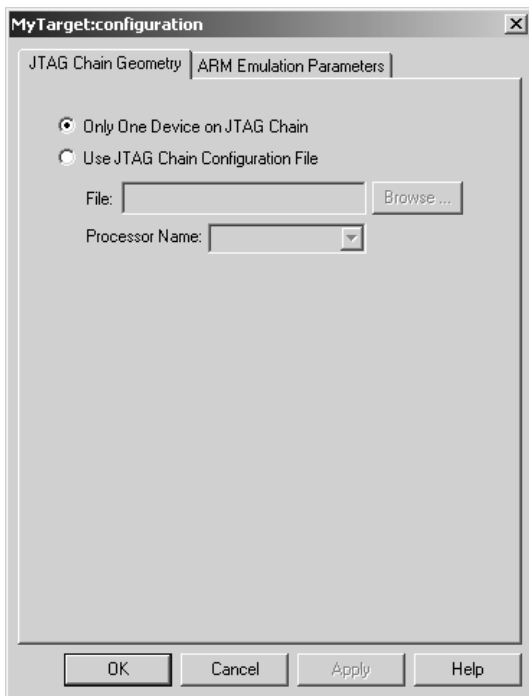 MyTarget:configuration
JTAG Chain Geometry ARM Emulation Parameters
Only One Device on JTAG Chain
Use JTAG Chain Configuration File
File: Browse ...
Processor Name:
OK Cancel Apply Help